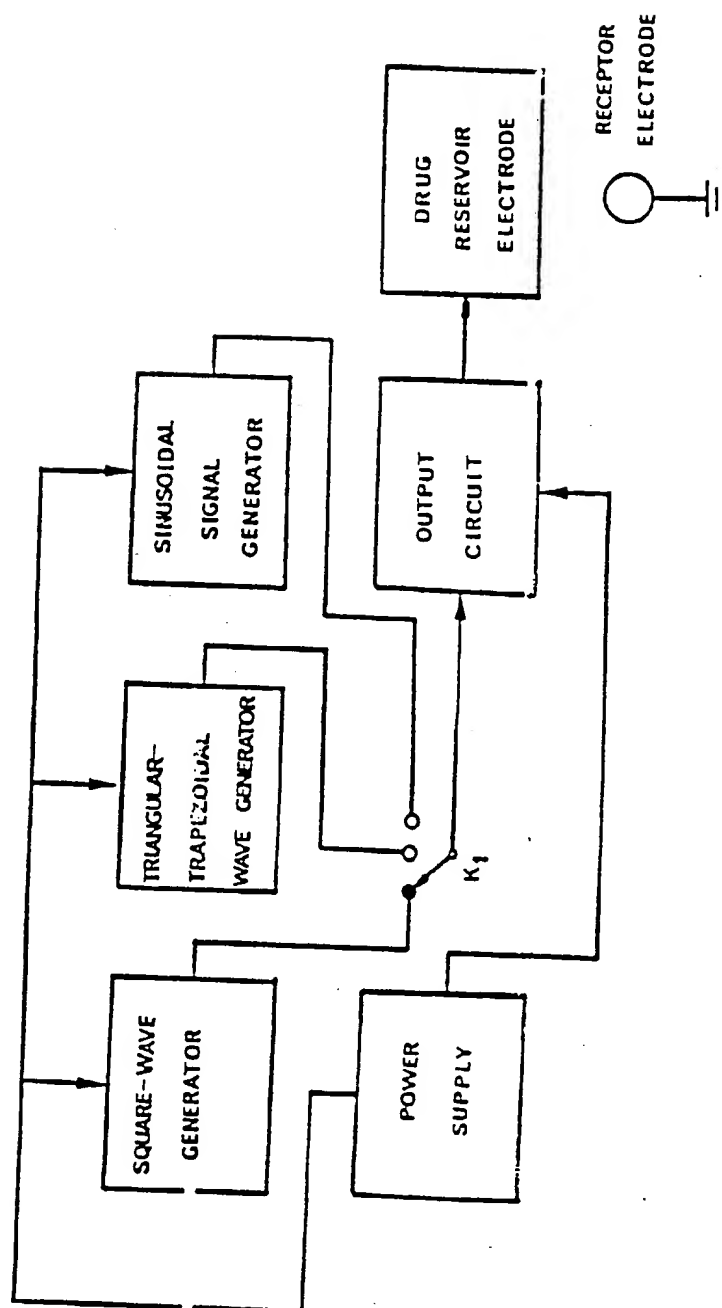 SQUARE-WAVE
GENERATOR
TRIANGULAR-
TRAPEZOIDAL
WAVE GENERATOR
SINUSOIDAL
SIGNAL
GENERATOR
K1
POWER
SUPPLY
OUTPUT
CIRCUIT
DRUG
RESERVOIR
ELECTRODE
RECEPTOR
ELECTRODE